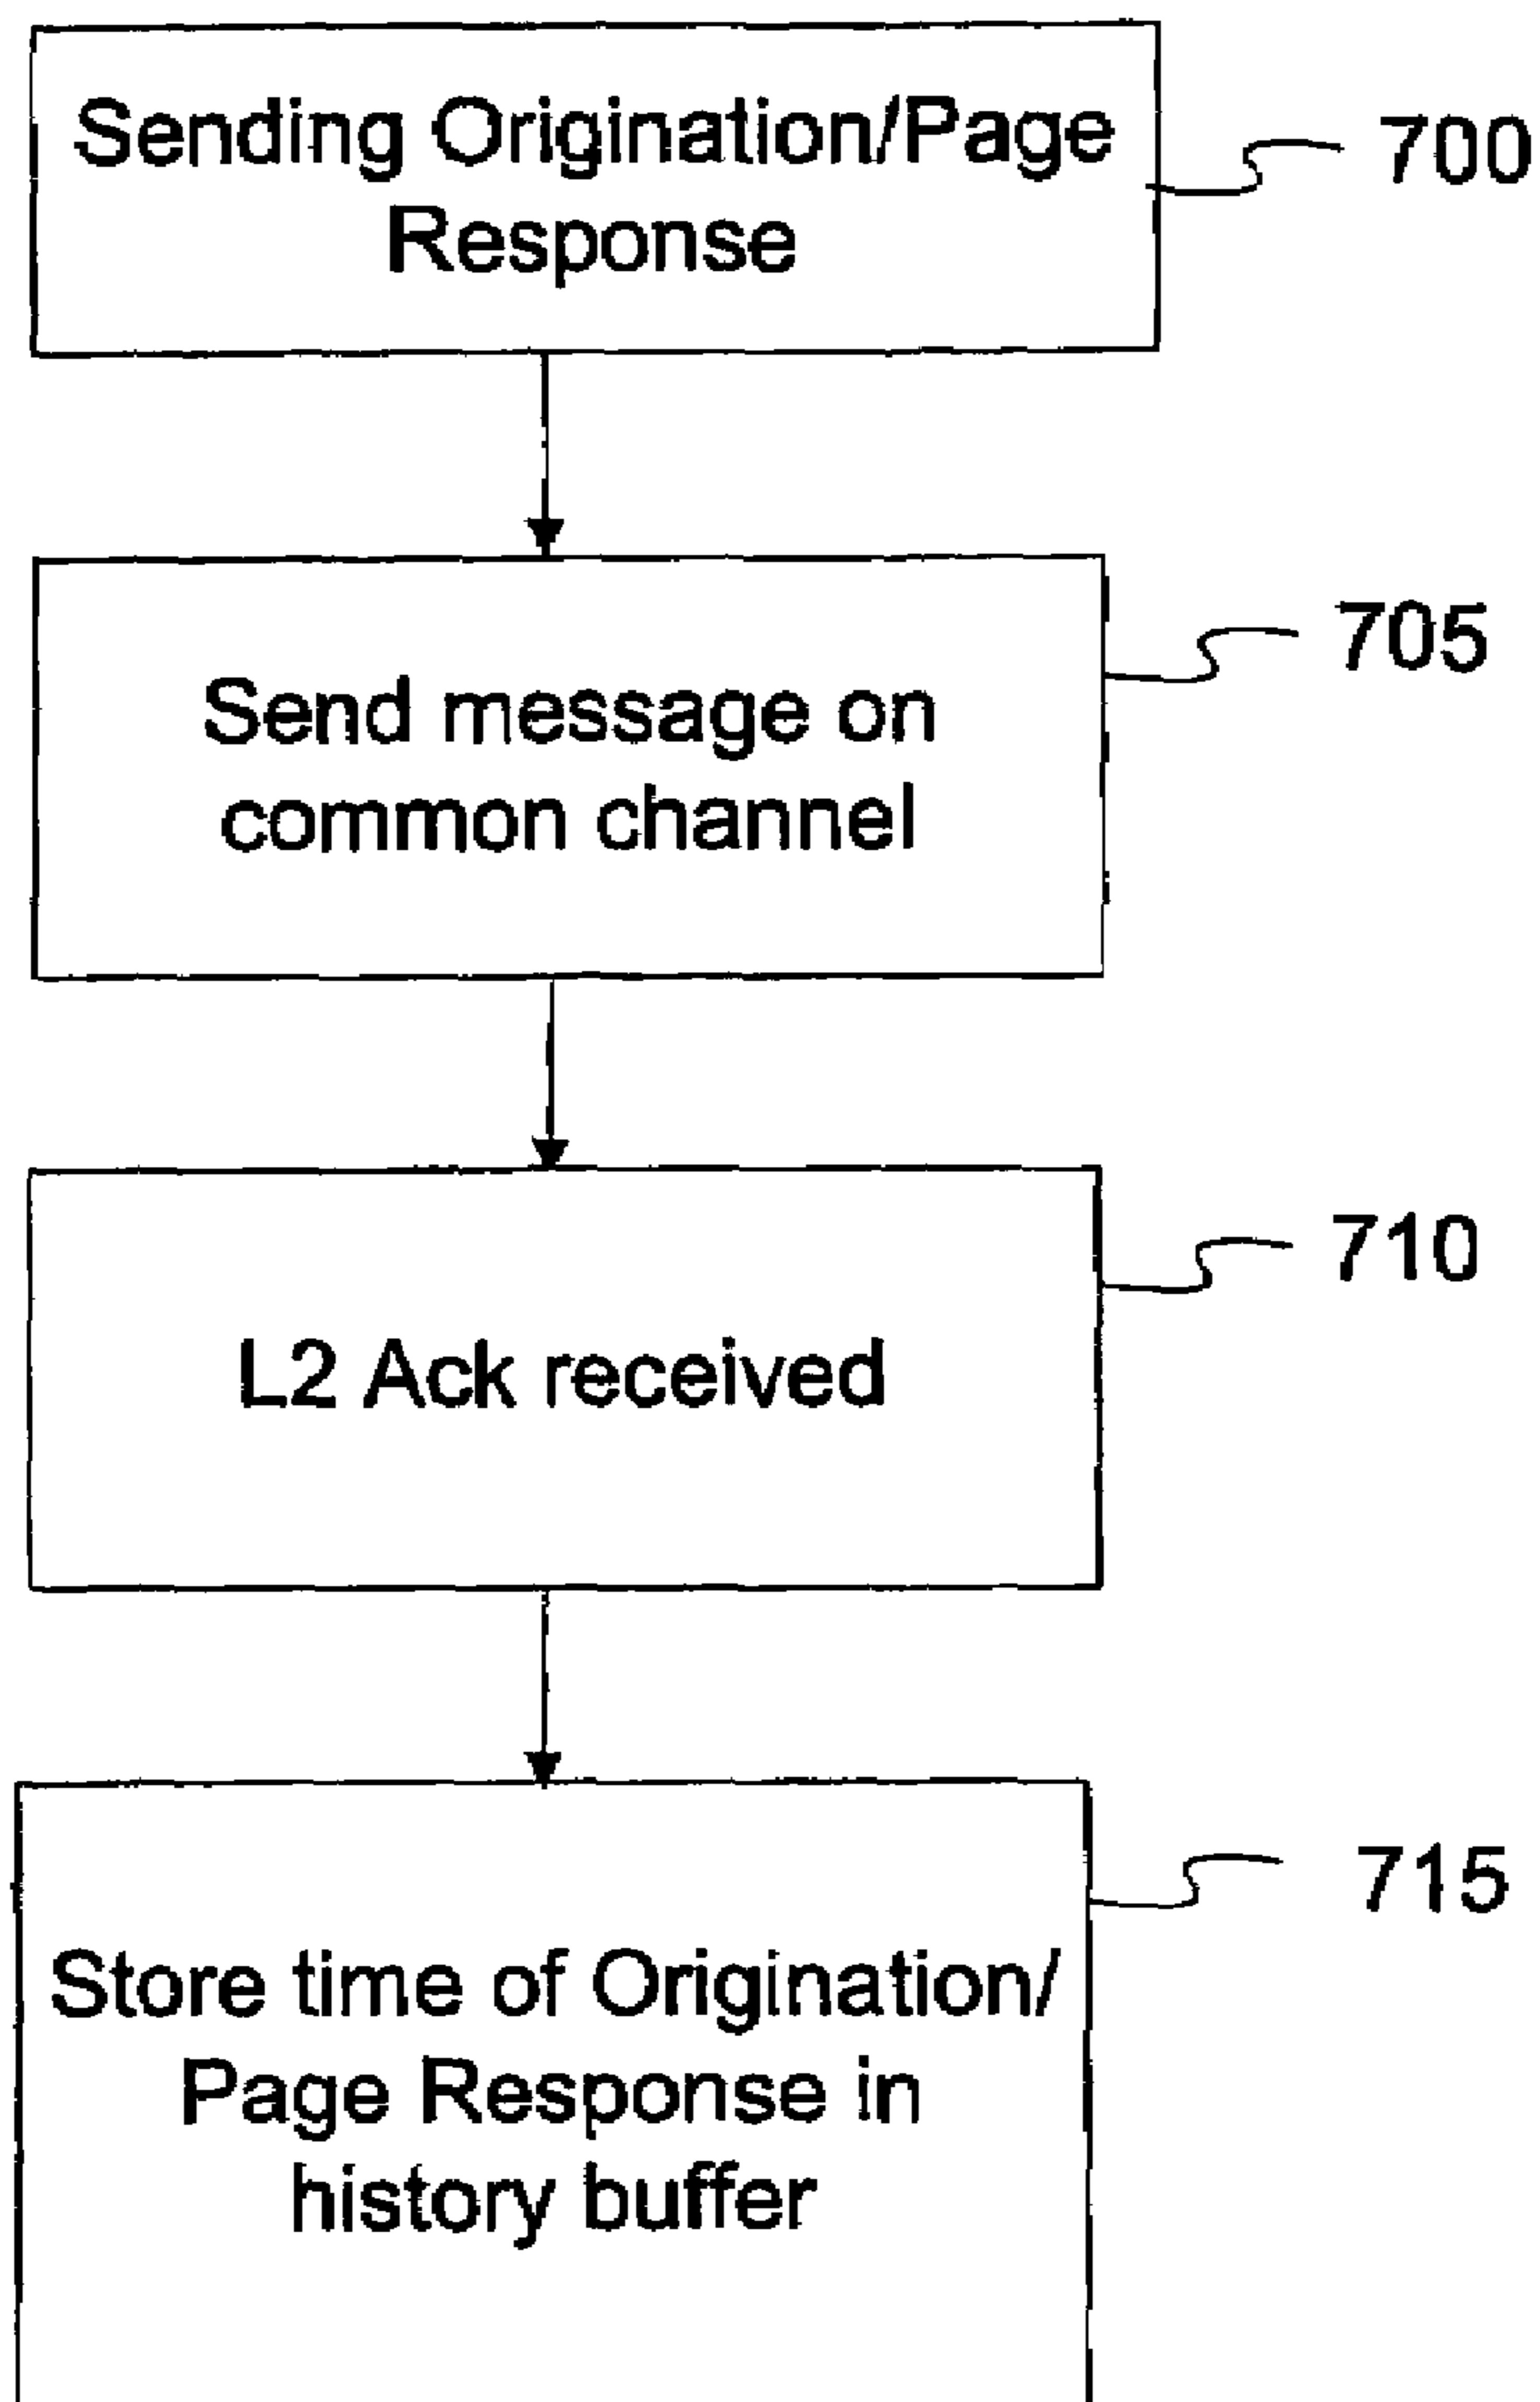 Sending Origination/Page
Response
700
Send message on
common channel
705
L2 Ack received
710
Store time of Origination/
Page Response in
history buffer
715